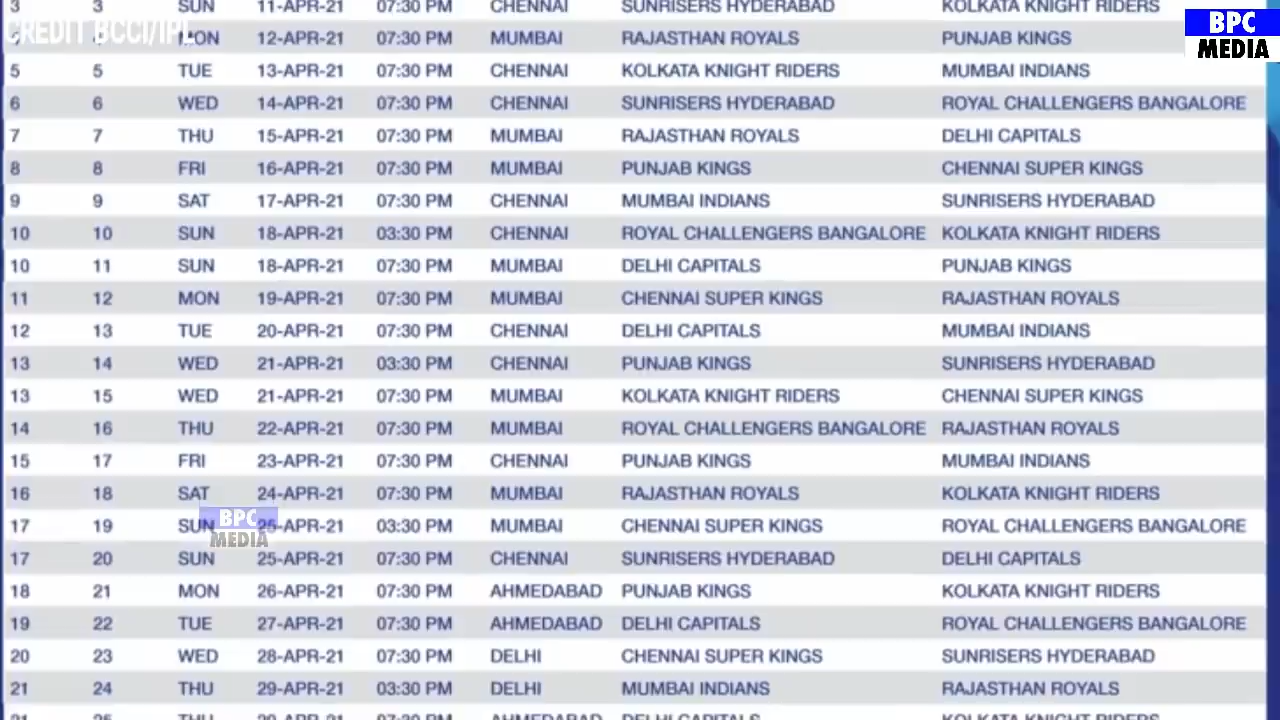 3 3 SUN 11-APR-21 07:30 PM CHENNAI SUNRISERS HYDERABAD KOLKATA KNIGHT RIDERS
CREDIT BCCI/IPL
BPC
MEDIA
MON 12-APR-21 07:30 PM MUMBAI RAJASTHAN ROYALS PUNJAB KINGS
5 5 TUE 13-APR-21 07:30 PM CHENNAI KOLKATA KNIGHT RIDERS MUMBAI INDIANS
6 6 WED 14-APR-21 07:30 PM CHENNAI SUNRISERS HYDERABAD ROYAL CHALLENGERS BANGALORE
7 7 THU 15-APR-21 07:30 PM MUMBAI RAJASTHAN ROYALS DELHI CAPITALS
8 8 FRI 16-APR-21 07:30 PM MUMBAI PUNJAB KINGS CHENNAI SUPER KINGS
9 9 SAT 17-APR-21 07:30 PM CHENNAI MUMBAI INDIANS SUNRISERS HYDERABAD
10 10 SUN 18-APR-21 03:30 PM CHENNAI ROYAL CHALLENGERS BANGALORE KOLKATA KNIGHT RIDERS
10 11 SUN 18-APR-21 07:30 PM MUMBAI DELHI CAPITALS PUNJAB KINGS
11 12 MON 19-APR-21 07:30 PM MUMBAI CHENNAI SUPER KINGS RAJASTHAN ROYALS
12 13 TUE 20-APR-21 07:30 PM CHENNAI DELHI CAPITALS MUMBAI INDIANS
13 14 WED 21-APR-21 03:30 PM CHENNAI PUNJAB KINGS SUNRISERS HYDERABAD
13 15 WED 21-APR-21 07:30 PM MUMBAI KOLKATA KNIGHT RIDERS CHENNAI SUPER KINGS
14 16 THU 22-APR-21 07:30 PM MUMBAI ROYAL CHALLENGERS BANGALORE RAJASTHAN ROYALS
15 17 FRI 23-APR-21 07:30 PM CHENNAI PUNJAB KINGS MUMBAI INDIANS
16 18 SAT 24-APR-21 07:30 PM MUMBAI RAJASTHAN ROYALS KOLKATA KNIGHT RIDERS
17 19 SUN 25-APR-21 03:30 PM MUMBAI CHENNAI SUPER KINGS ROYAL CHALLENGERS BANGALORE
BPC
MEDIA
17 20 SUN 25-APR-21 07:30 PM CHENNAI SUNRISERS HYDERABAD DELHI CAPITALS
18 21 MON 26-APR-21 07:30 PM AHMEDABAD PUNJAB KINGS KOLKATA KNIGHT RIDERS
19 22 TUE 27-APR-21 07:30 PM AHMEDABAD DELHI CAPITALS ROYAL CHALLENGERS BANGALORE
20 23 WED 28-APR-21 07:30 PM DELHI CHENNAI SUPER KINGS SUNRISERS HYDERABAD
21 24 THU 29-APR-21 03:30 PM DELHI MUMBAI INDIANS RAJASTHAN ROYALS
21 25 THU 29-APR-21 07:30 PM AHMEDABAD DELHI CAPITALS KOLKATA KNIGHT RIDERS